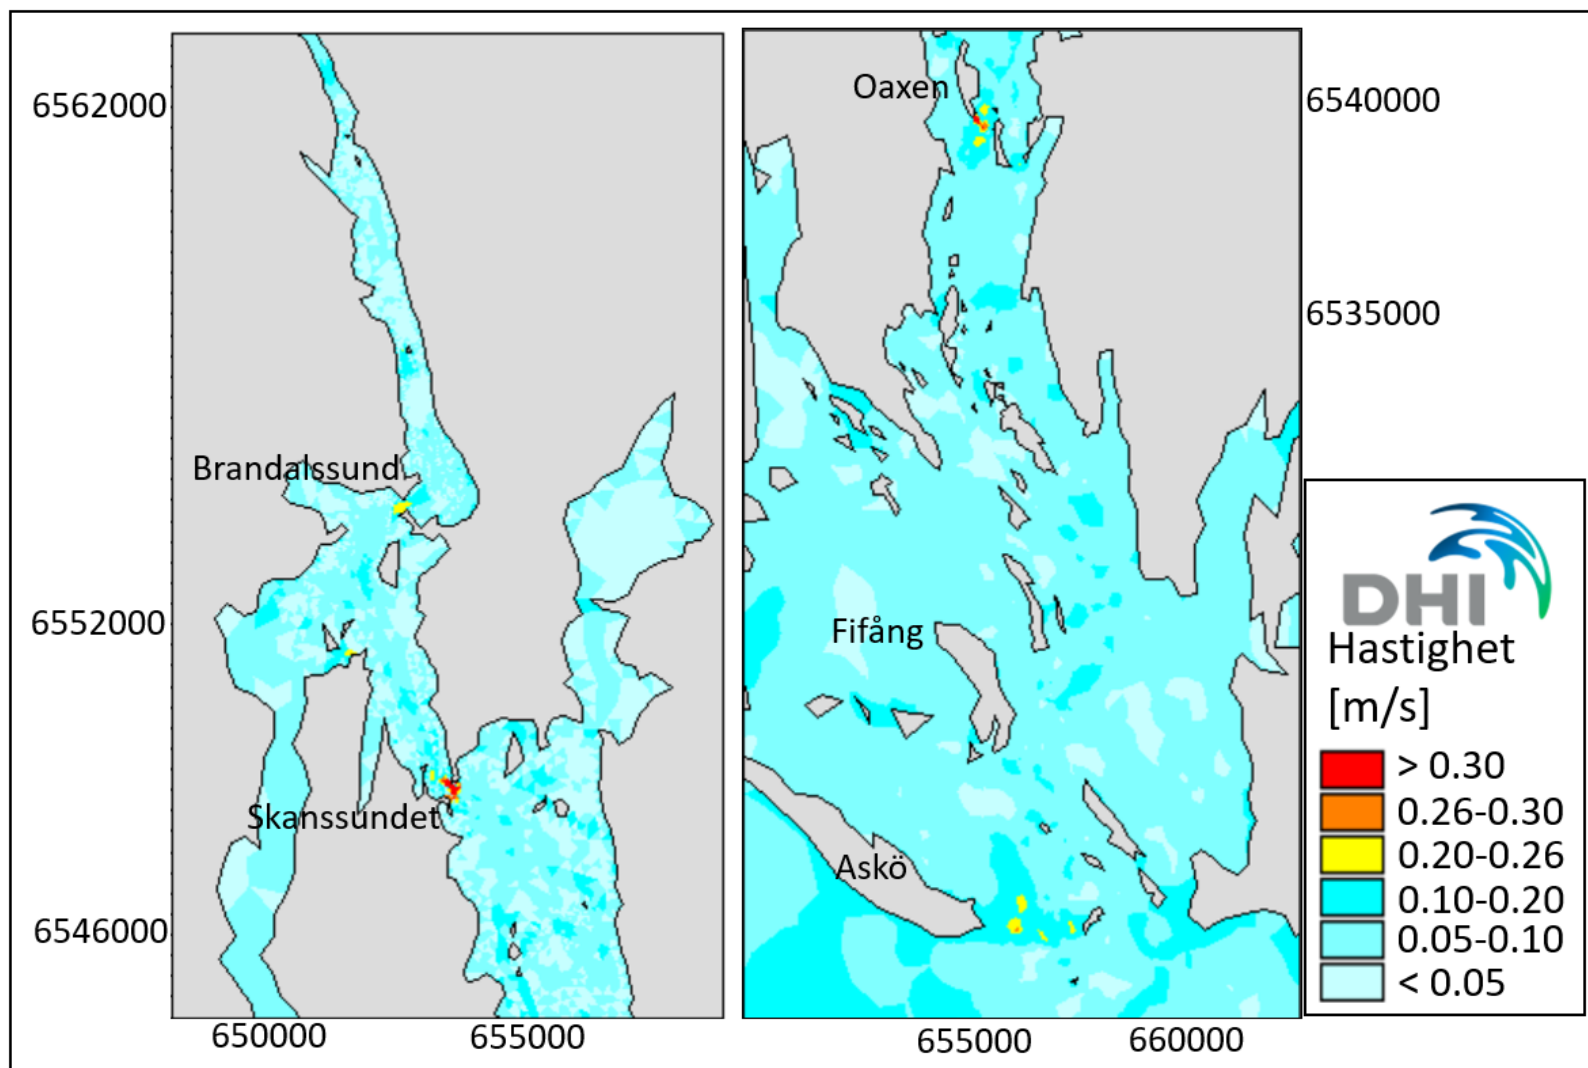 6562000
Brandalssund
6552000
Skanssundet
6546000
650000
655000
Oaxen
6540000
6535000
Fifång
Askö
655000
660000
DHI
Hastighet
[m/s]
> 0.30
0.26-0.30
0.20-0.26
0.10-0.20
0.05-0.10
< 0.05